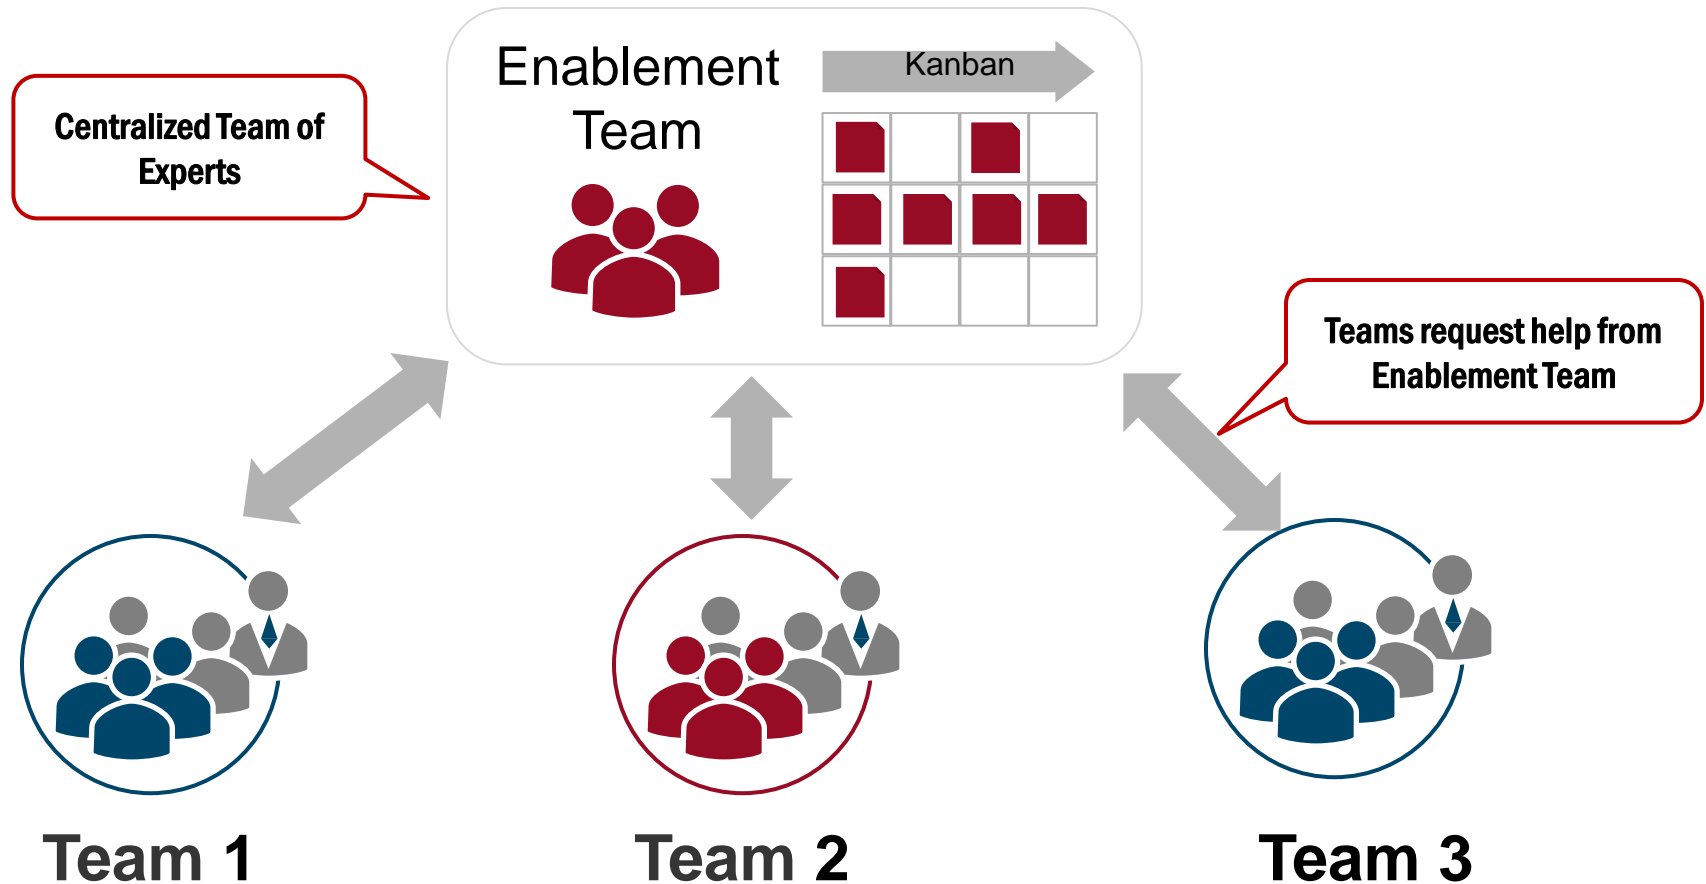 Enablement
Team
Kanban
Centralized Team of
Experts
Teams request help from
Enablement Team
Team 1
Team 2
Team 3